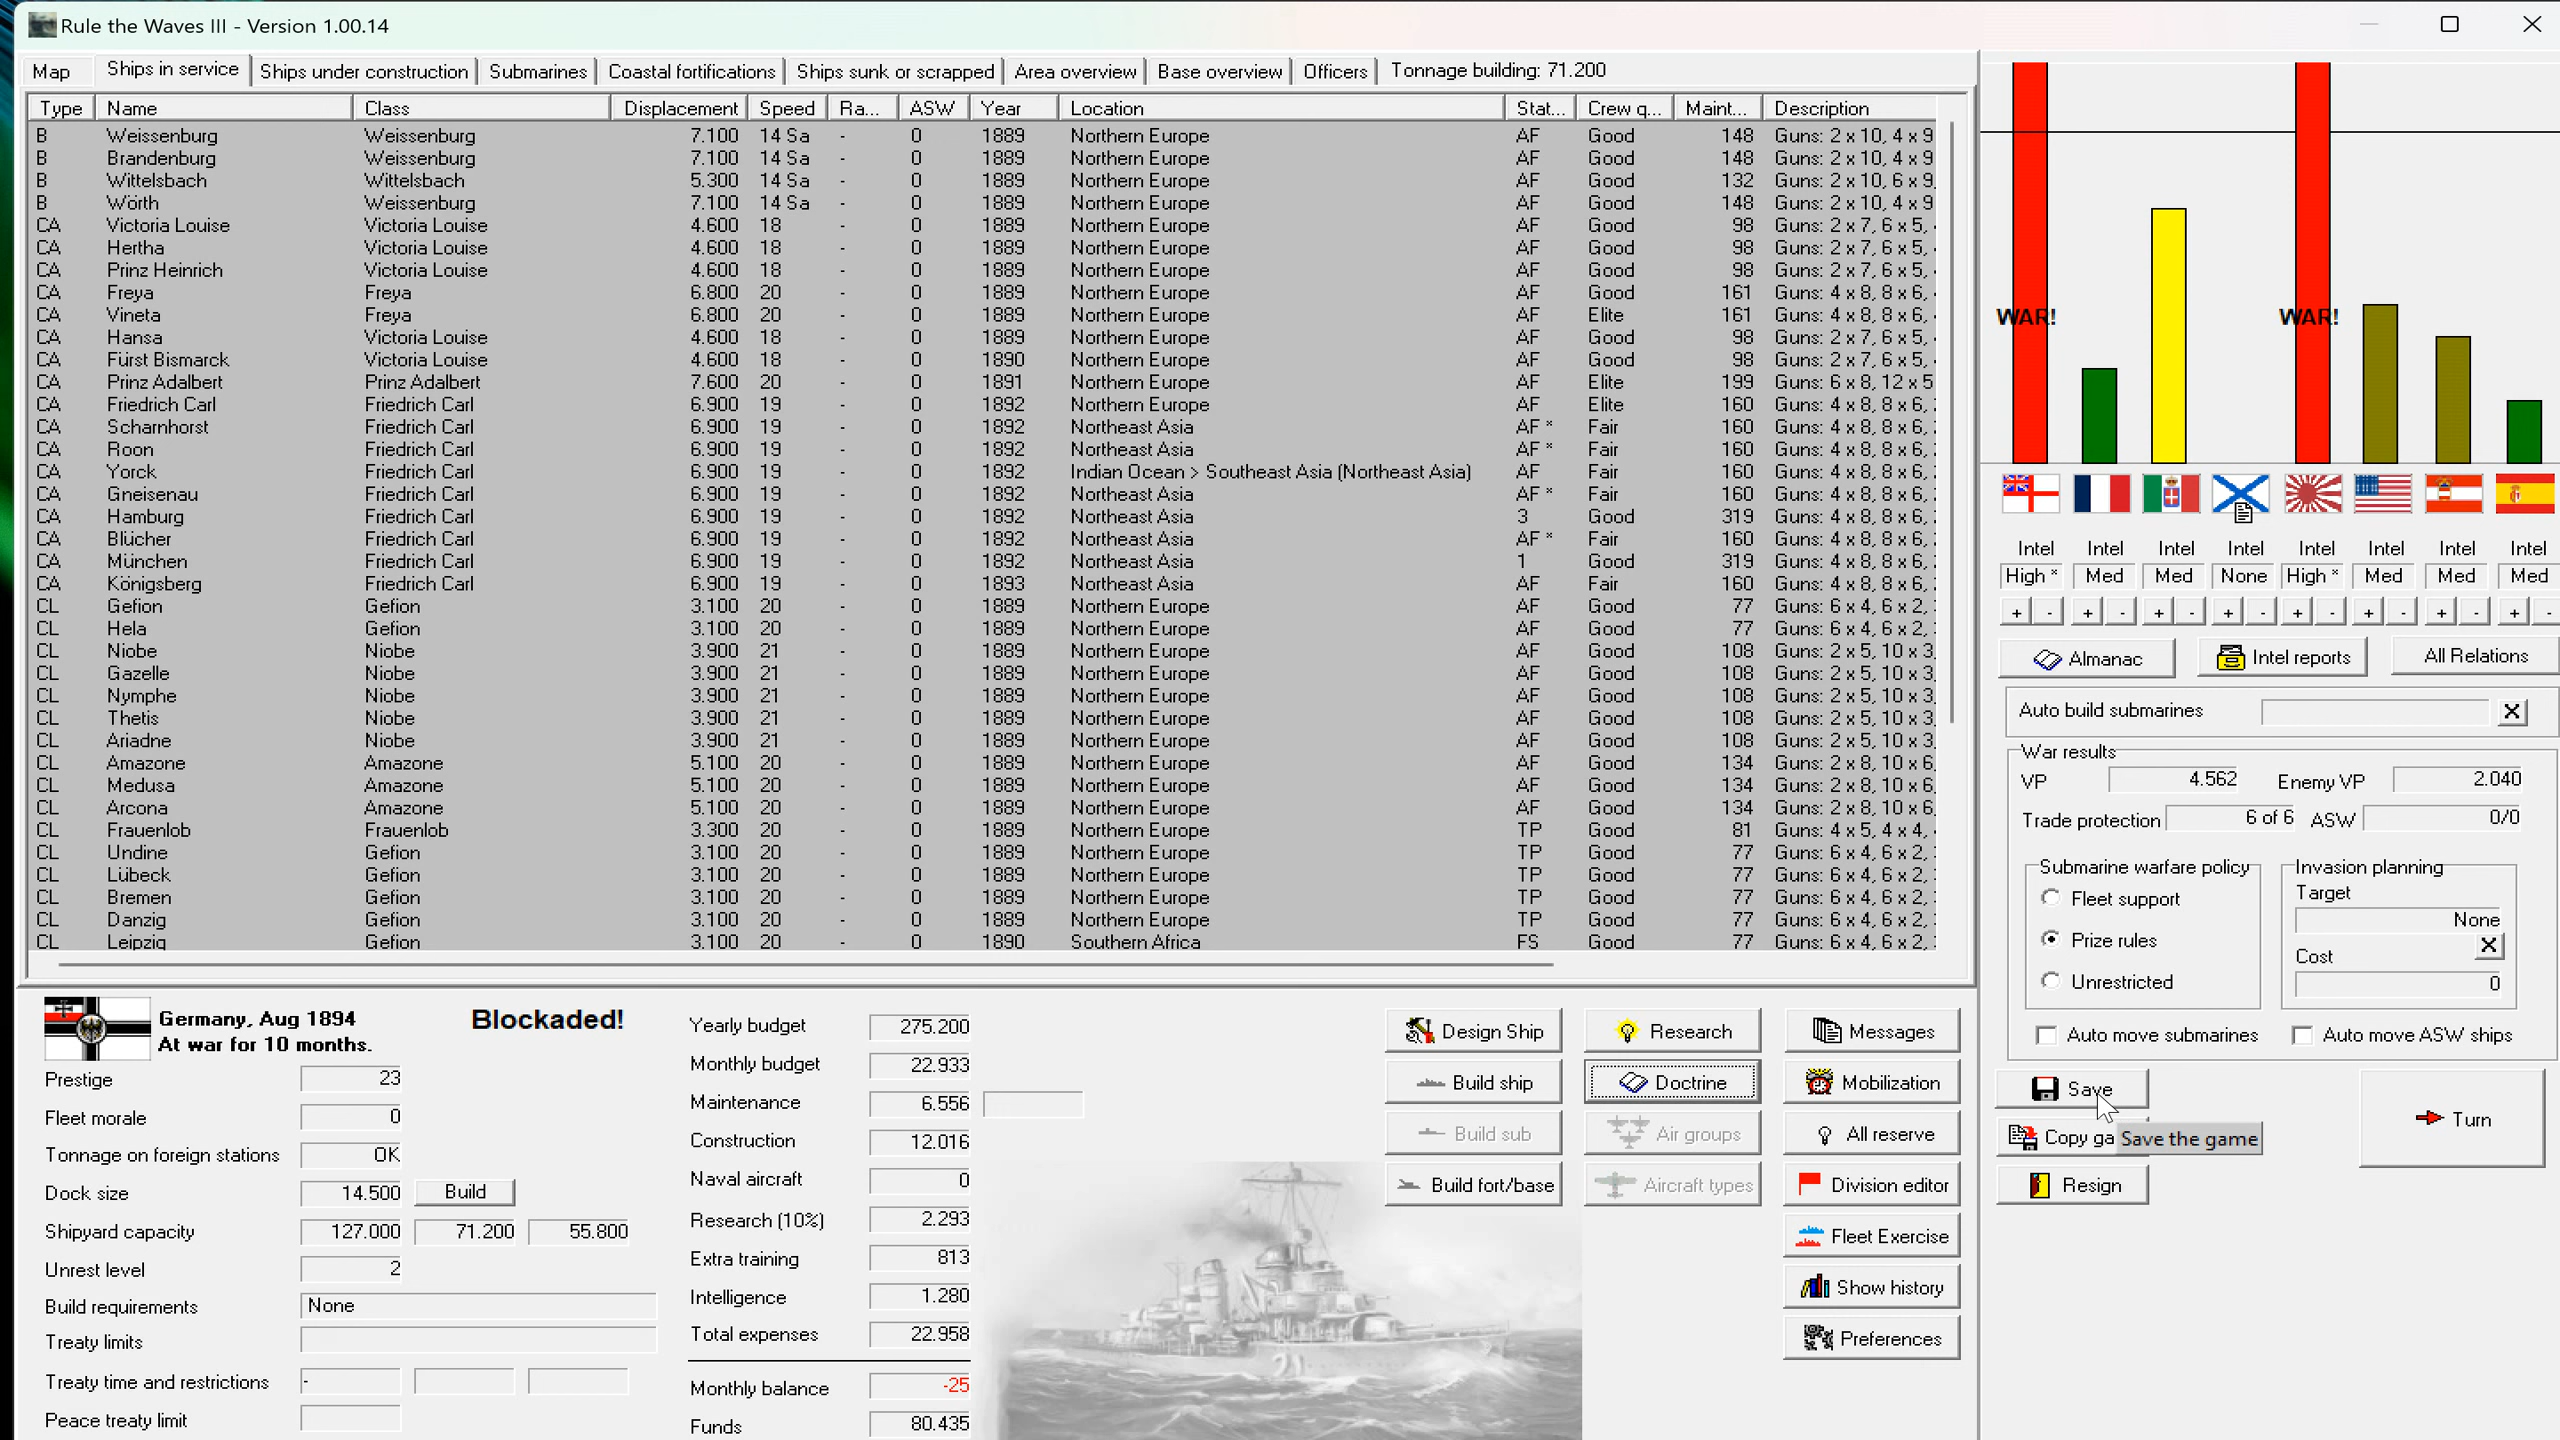 Rule the Waves III - Version 1.00.14
Map Ships in service Ships under construction Submarines Coastal fortifications Ships sunk or scrapped Area overview Base overview Officers Tonnage building: 71.200
Type Name Class Displacement Speed Ra... ASW Year Location Stat... Crew q... Maint... Description
B Weissenburg Weissenburg 7.100 14 Sa - 0 1889 Northern Europe AF Good 148 Guns: 2 x 10, 4 x 9
B Brandenburg Weissenburg 7.100 14 Sa - 0 1889 Northern Europe AF Good 148 Guns: 2 x 10, 4 x 9
B Wittelsbach Wittelsbach 5.300 14 Sa - 0 1889 Northern Europe AF Good 132 Guns: 2 x 10, 6 x 9,
B Wörth Weissenburg 7.100 14 Sa - 0 1889 Northern Europe AF Good 148 Guns: 2 x 10, 4 x 9
CA Victoria Louise Victoria Louise 4.600 18 - 0 1889 Northern Europe AF Good 98 Guns: 2 x 7, 6 x 5,
CA Hertha Victoria Louise 4.600 18 - 0 1889 Northern Europe AF Good 98 Guns: 2 x 7, 6 x 5,
CA Prinz Heinrich Victoria Louise 4.600 18 - 0 1889 Northern Europe AF Good 98 Guns: 2 x 7, 6 x 5,
CA Freya Freya 6.800 20 - 0 1889 Northern Europe AF Good 161 Guns: 4 x 8, 8 x 6,
CA Vineta Freya 6.800 20 - 0 1889 Northern Europe AF Elite 161 Guns: 4 x 8, 8 x 6,
CA Hansa Victoria Louise 4.600 18 - 0 1889 Northern Europe AF Good 98 Guns: 2 x 7, 6 x 5,
CA Fürst Bismarck Victoria Louise 4.600 18 - 0 1890 Northern Europe AF Good 98 Guns: 2 x 7, 6 x 5,
CA Prinz Adalbert Prinz Adalbert 7.600 20 - 0 1891 Northern Europe AF Elite 199 Guns: 6 x 8, 12 x 5
CA Friedrich Carl Friedrich Carl 6.900 19 - 0 1892 Northern Europe AF Elite 160 Guns: 4 x 8, 8 x 6,
CA Scharnhorst Friedrich Carl 6.900 19 - 0 1892 Northeast Asia AF * Fair 160 Guns: 4 x 8, 8 x 6,
CA Roon Friedrich Carl 6.900 19 - 0 1892 Northeast Asia AF * Fair 160 Guns: 4 x 8, 8 x 6,
CA Yorck Friedrich Carl 6.900 19 - 0 1892 Indian Ocean > Southeast Asia (Northeast Asia) AF Fair 160 Guns: 4 x 8, 8 x 6,
CA Gneisenau Friedrich Carl 6.900 19 - 0 1892 Northeast Asia AF * Fair 160 Guns: 4 x 8, 8 x 6,
CA Hamburg Friedrich Carl 6.900 19 - 0 1892 Northeast Asia 3 Good 319 Guns: 4 x 8, 8 x 6,
CA Blücher Friedrich Carl 6.900 19 - 0 1892 Northeast Asia AF * Fair 160 Guns: 4 x 8, 8 x 6,
CA München Friedrich Carl 6.900 19 - 0 1892 Northeast Asia 1 Good 319 Guns: 4 x 8, 8 x 6,
CA Königsberg Friedrich Carl 6.900 19 - 0 1893 Northeast Asia AF Fair 160 Guns: 4 x 8, 8 x 6,
CL Gefion Gefion 3.100 20 - 0 1889 Northern Europe AF Good 77 Guns: 6 x 4, 6 x 2,
CL Hela Gefion 3.100 20 - 0 1889 Northern Europe AF Good 77 Guns: 6 x 4, 6 x 2,
CL Niobe Niobe 3.900 21 - 0 1889 Northern Europe AF Good 108 Guns: 2 x 5, 10 x 3,
CL Gazelle Niobe 3.900 21 - 0 1889 Northern Europe AF Good 108 Guns: 2 x 5, 10 x 3,
CL Nymphe Niobe 3.900 21 - 0 1889 Northern Europe AF Good 108 Guns: 2 x 5, 10 x 3,
CL Thetis Niobe 3.900 21 - 0 1889 Northern Europe AF Good 108 Guns: 2 x 5, 10 x 3,
CL Ariadne Niobe 3.900 21 - 0 1889 Northern Europe AF Good 108 Guns: 2 x 5, 10 x 3,
CL Amazone Amazone 5.100 20 - 0 1889 Northern Europe AF Good 134 Guns: 2 x 8, 10 x 6,
CL Medusa Amazone 5.100 20 - 0 1889 Northern Europe AF Good 134 Guns: 2 x 8, 10 x 6,
CL Arcona Amazone 5.100 20 - 0 1889 Northern Europe AF Good 134 Guns: 2 x 8, 10 x 6,
CL Frauenlob Frauenlob 3.300 20 - 0 1889 Northern Europe TP Good 81 Guns: 4 x 5, 4 x 4,
CL Undine Gefion 3.100 20 - 0 1889 Northern Europe TP Good 77 Guns: 6 x 4, 6 x 2,
CL Lübeck Gefion 3.100 20 - 0 1889 Northern Europe TP Good 77 Guns: 6 x 4, 6 x 2,
CL Bremen Gefion 3.100 20 - 0 1889 Northern Europe TP Good 77 Guns: 6 x 4, 6 x 2,
CL Danzig Gefion 3.100 20 - 0 1889 Northern Europe TP Good 77 Guns: 6 x 4, 6 x 2,
CL Leipzig Gefion 3.100 20 - 0 1890 Southern Africa FS Good 77 Guns: 6 x 4, 6 x 2,
WAR! WAR!
Intel Intel Intel Intel Intel Intel Intel Intel
High * Med Med None High * Med Med Med
+ - + - + - + - + - + - + - + -
Almanac Intel reports All Relations
Auto build submarines X
War results
VP 4.562 Enemy VP 2.040
Trade protection 6 of 6 ASW 0/0
Submarine warfare policy
Fleet support
Prize rules
Unrestricted
Invasion planning
Target
None
X
Cost
0
Auto move submarines Auto move ASW ships
Save
Save the game
Copy ga
Resign
Turn
Germany, Aug 1894
At war for 10 months.
Blockaded!
Prestige 23
Fleet morale 0
Tonnage on foreign stations OK
Dock size 14.500 Build
Shipyard capacity 127.000 71.200 55.800
Unrest level 2
Build requirements None
Treaty limits
Treaty time and restrictions -
Peace treaty limit
Yearly budget 275.200
Monthly budget 22.933
Maintenance 6.556
Construction 12.016
Naval aircraft 0
Research (10%) 2.293
Extra training 813
Intelligence 1.280
Total expenses 22.958
Monthly balance -25
Funds 80.435
Design Ship Research Messages
Build ship Doctrine Mobilization
Build sub Air groups All reserve
Build fort/base Aircraft types Division editor
Fleet Exercise
Show history
Preferences